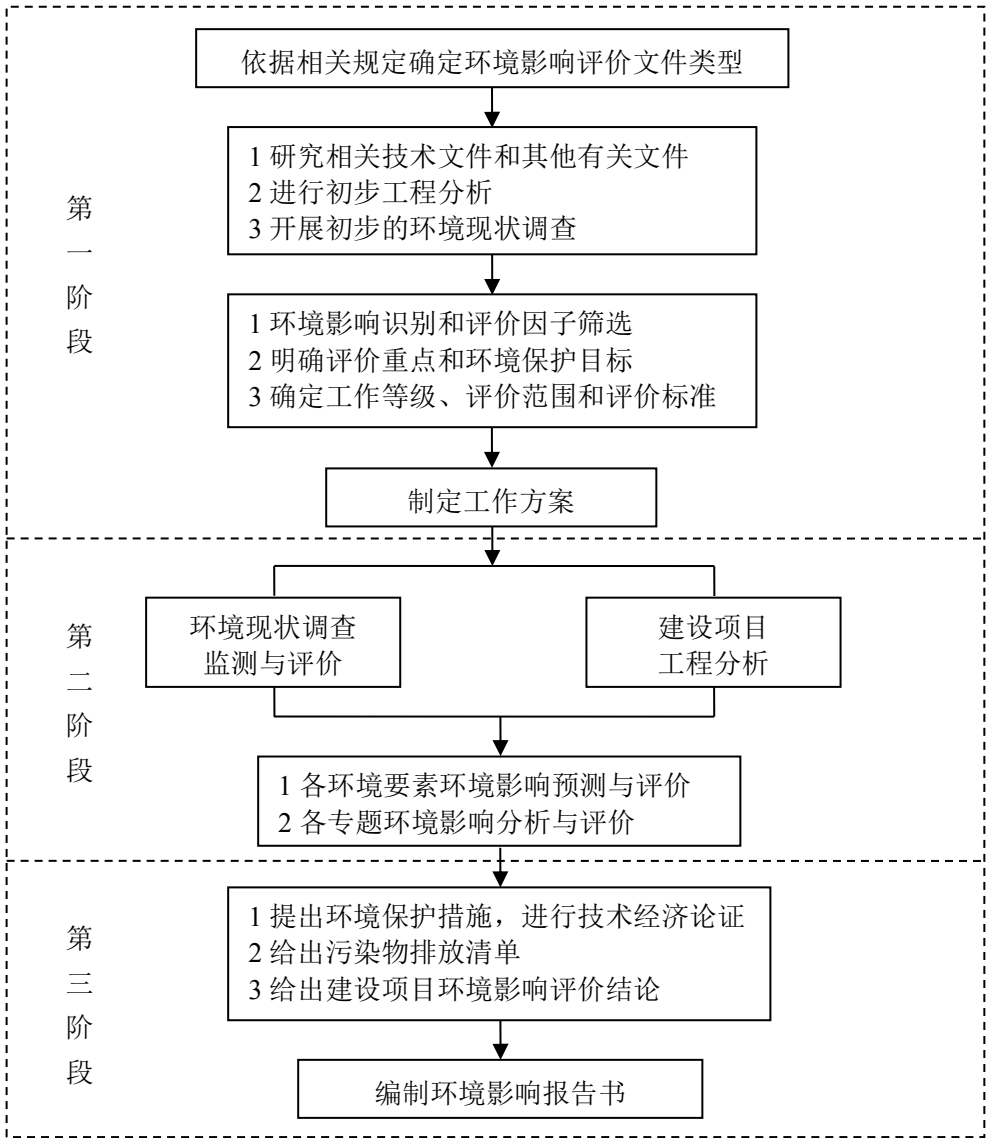 依据相关规定确定环境影响评价文件类型
1 研究相关技术文件和其他有关文件
2 进行初步工程分析
3 开展初步的环境现状调查
第一阶段
1 环境影响识别和评价因子筛选
2 明确评价重点和环境保护目标
3 确定工作等级、评价范围和评价标准
制定工作方案
第二阶段
环境现状调查
监测与评价
建设项目
工程分析
1 各环境要素环境影响预测与评价
2 各专题环境影响分析与评价
第三阶段
1 提出环境保护措施，进行技术经济论证
2 给出污染物排放清单
3 给出建设项目环境影响评价结论
编制环境影响报告书